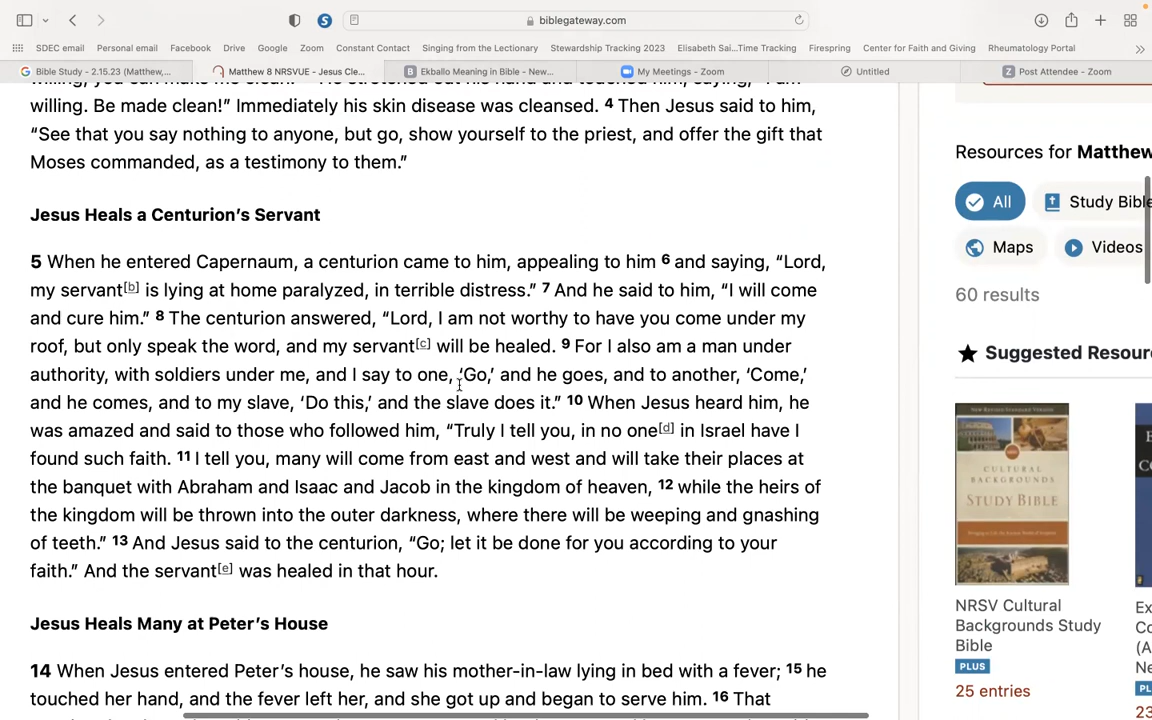 biblegateway.com
SDEC email Personal email Facebook Drive Google Zoom Constant Contact Singing from the Lectionary Stewardship Tracking 2023 Elisabeth Sai...Time Tracking Firespring Center for Faith and Giving Rheumatology Portal
Bible Study - 2.15.23 (Matthew,... Matthew 8 NRSVUE - Jesus Cle... Ekballo Meaning in Bible - New... My Meetings - Zoom Untitled Post Attendee - Zoom
willing. Be made clean!” Immediately his skin disease was cleansed. 4 Then Jesus said to him,
“See that you say nothing to anyone, but go, show yourself to the priest, and offer the gift that
Moses commanded, as a testimony to them.”
Jesus Heals a Centurion’s Servant
5 When he entered Capernaum, a centurion came to him, appealing to him 6 and saying, “Lord,
my servant[b] is lying at home paralyzed, in terrible distress.” 7 And he said to him, “I will come
and cure him.” 8 The centurion answered, “Lord, I am not worthy to have you come under my
roof, but only speak the word, and my servant[c] will be healed. 9 For I also am a man under
authority, with soldiers under me, and I say to one, ‘Go,’ and he goes, and to another, ‘Come,’
and he comes, and to my slave, ‘Do this,’ and the slave does it.” 10 When Jesus heard him, he
was amazed and said to those who followed him, “Truly I tell you, in no one[d] in Israel have I
found such faith. 11 I tell you, many will come from east and west and will take their places at
the banquet with Abraham and Isaac and Jacob in the kingdom of heaven, 12 while the heirs of
the kingdom will be thrown into the outer darkness, where there will be weeping and gnashing
of teeth.” 13 And Jesus said to the centurion, “Go; let it be done for you according to your
faith.” And the servant[e] was healed in that hour.
Jesus Heals Many at Peter’s House
14 When Jesus entered Peter’s house, he saw his mother-in-law lying in bed with a fever; 15 he
touched her hand, and the fever left her, and she got up and began to serve him. 16 That
Resources for Matthew
All Study Bible
Maps Videos
60 results
Suggested Resour
CULTURAL
BACKGROUNDS
STUDY BIBLE
NRSV Cultural
Backgrounds Study
Bible
PLUS
25 entries
Ex
Co
(A
Ne
PL
23